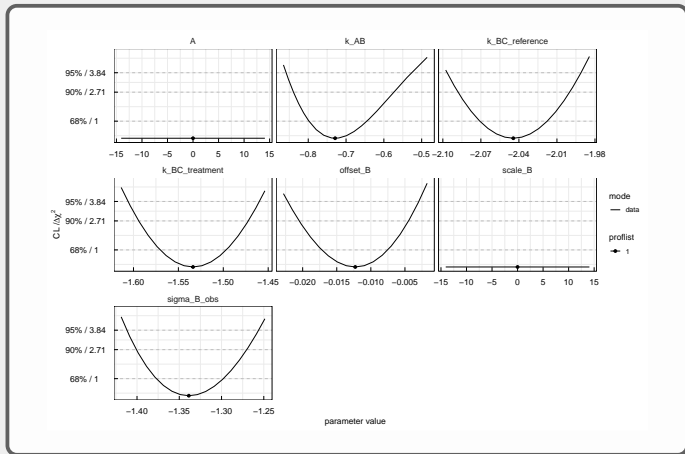 A
k_AB
k_BC_reference
95% / 3.84
90% / 2.71
68% / 1
−15 −10 −5 0 5 10 15
−0.8 −0.7 −0.6 −0.5
−2.10 −2.07 −2.04 −2.01 −1.98
k_BC_treatment
offset_B
scale_B
95% / 3.84
90% / 2.71
68% / 1
−1.60 −1.55 −1.50 −1.45
−0.020 −0.015 −0.010 −0.005
−15 −10 −5 0 5 10 15
sigma_B_obs
95% / 3.84
90% / 2.71
68% / 1
−1.40 −1.35 −1.30 −1.25
CL /Δχ²
parameter value
mode
data
proflist
1